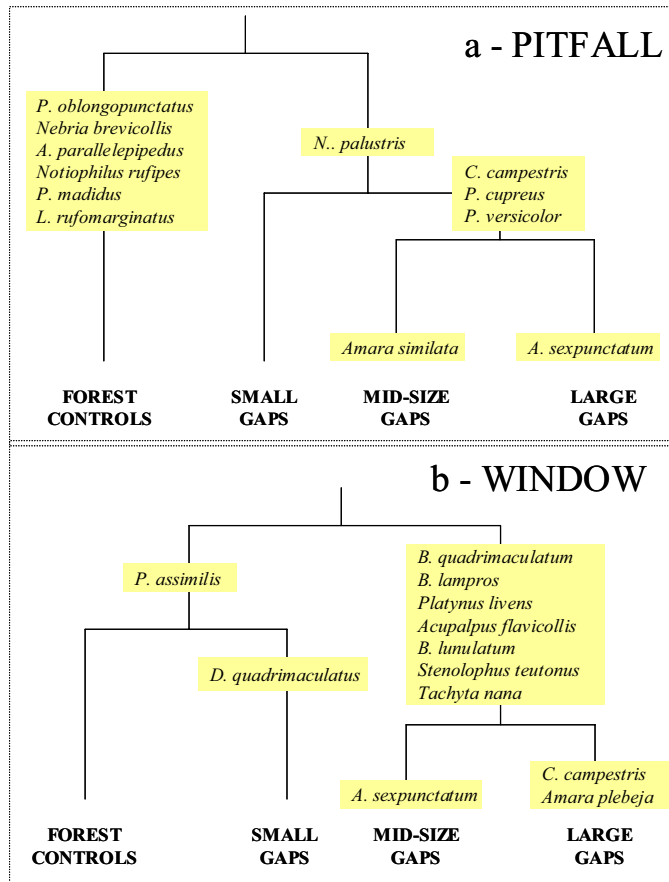 a - PITFALL
P. oblongopunctatus
Nebria brevicollis
A. parallelepipedus
Notiophilus rufipes
P. madidus
L. rufomarginatus
N.. palustris
C. campestris
P. cupreus
P. versicolor
Amara similata
A. sexpunctatum
FOREST
CONTROLS
SMALL
GAPS
MID-SIZE
GAPS
LARGE
GAPS
b - WINDOW
P. assimilis
B. quadrimaculatum
B. lampros
Platynus livens
Acupalpus flavicollis
B. lunulatum
Stenolophus teutonus
Tachyta nana
D. quadrimaculatus
A. sexpunctatum
C. campestris
Amara plebeja
FOREST
CONTROLS
SMALL
GAPS
MID-SIZE
GAPS
LARGE
GAPS